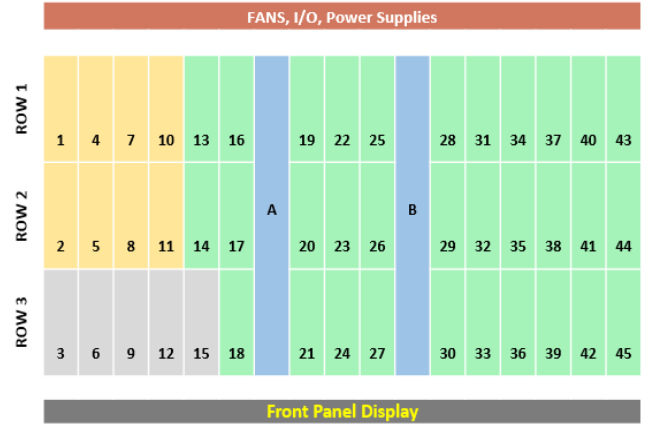 FANS, I/O, Power Supplies
ROW 1
1 4 7 10 13 16 19 22 25 28 31 34 37 40 43
ROW 2
A B
2 5 8 11 14 17 20 23 26 29 32 35 38 41 44
ROW 3
3 6 9 12 15 18 21 24 27 30 33 36 39 42 45
Front Panel Display